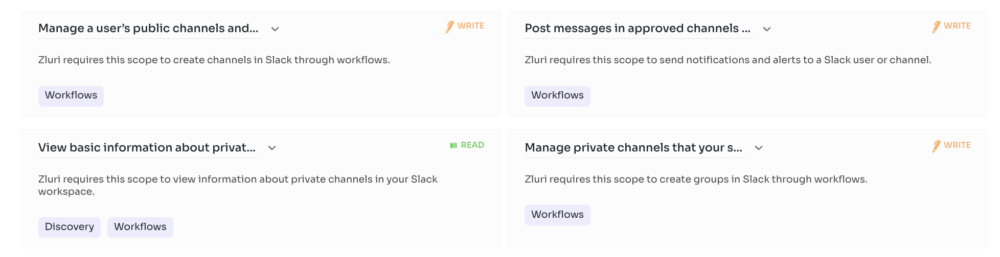 Manage a user’s public channels and...
WRITE
Zluri requires this scope to create channels in Slack through workflows.
Workflows
Post messages in approved channels ...
WRITE
Zluri requires this scope to send notifications and alerts to a Slack user or channel.
Workflows
View basic information about privat...
READ
Zluri requires this scope to view information about private channels in your Slack
workspace.
Discovery Workflows
Manage private channels that your s...
WRITE
Zluri requires this scope to create groups in Slack through workflows.
Workflows